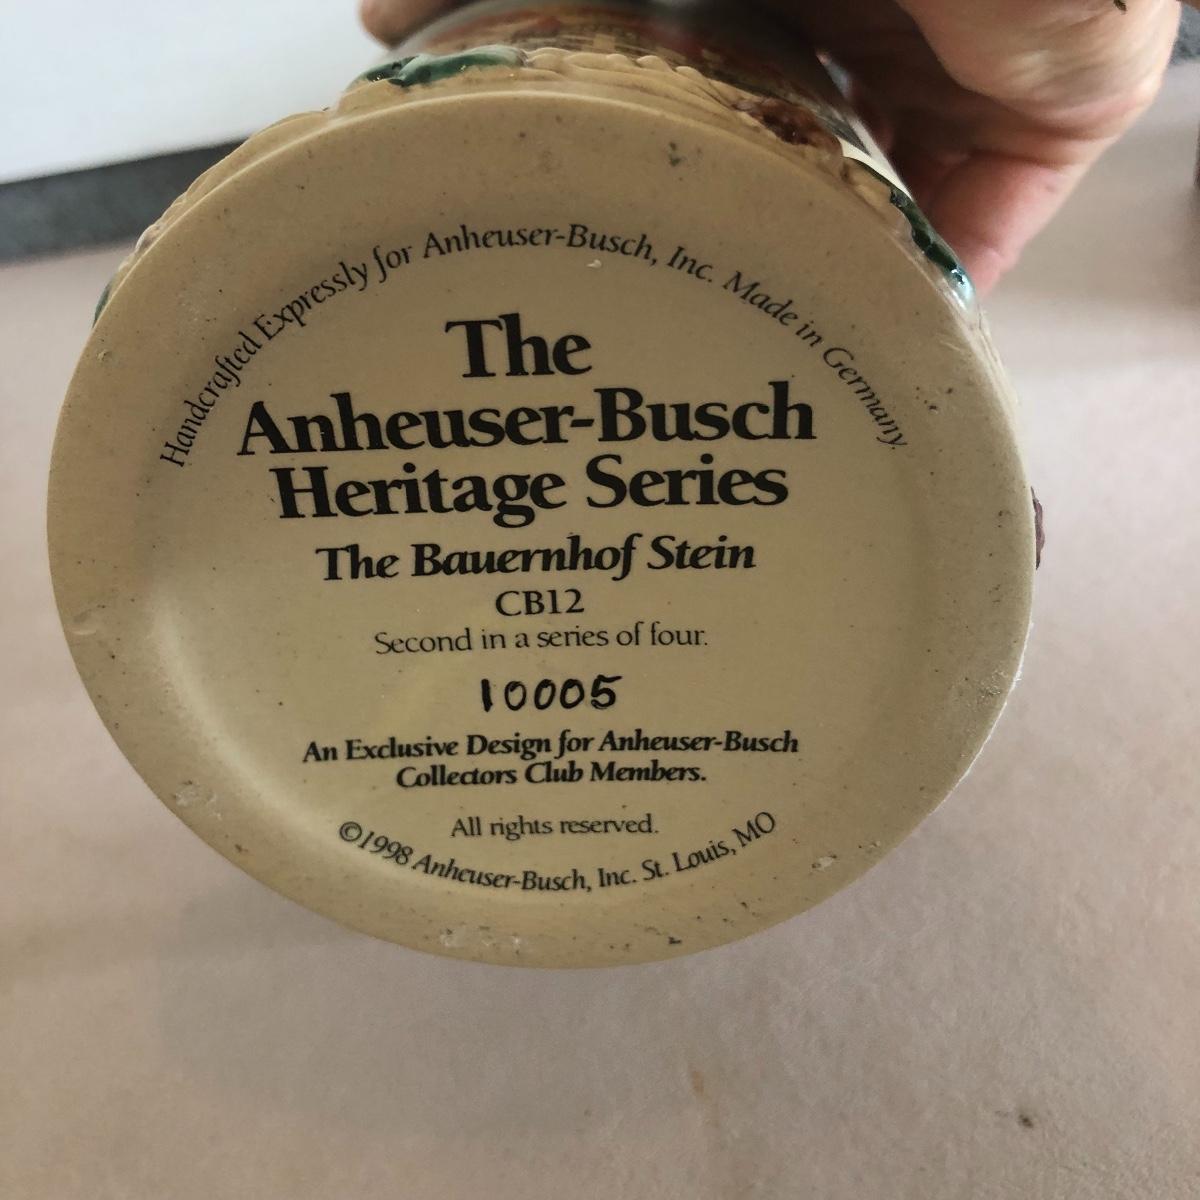 Handcrafted Expressly for Anheuser-Busch, Inc. Made in Germany.
The
Anheuser-Busch
Heritage Series
The Bauernhof Stein
CB12
Second in a series of four.
10005
An Exclusive Design for Anheuser-Busch
Collectors Club Members.
All rights reserved.
©1998 Anheuser-Busch, Inc. St. Louis, MO